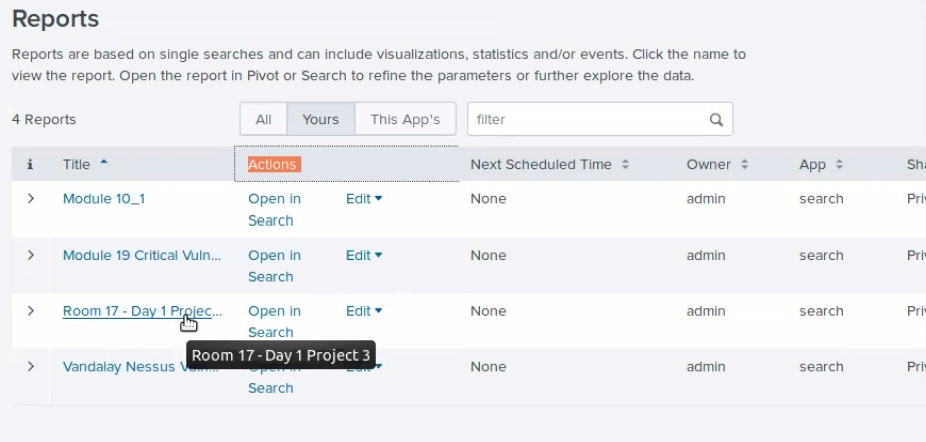 Reports
Reports are based on single searches and can include visualizations, statistics and/or events. Click the name to
view the report. Open the report in Pivot or Search to refine the parameters or further explore the data.
4 Reports All Yours This App's filter
i Title Actions Next Scheduled Time Owner App Sha
Module 10_1 Open in Search Edit None admin search Priv
Module 19 Critical Vuln... Open in Search Edit None admin search Priv
Room 17 - Day 1 Projec... Open in Search Edit None admin search Priv
Room 17 - Day 1 Project 3
Vandalay Nessus Vuln... Open in Search Edit None admin search Priv